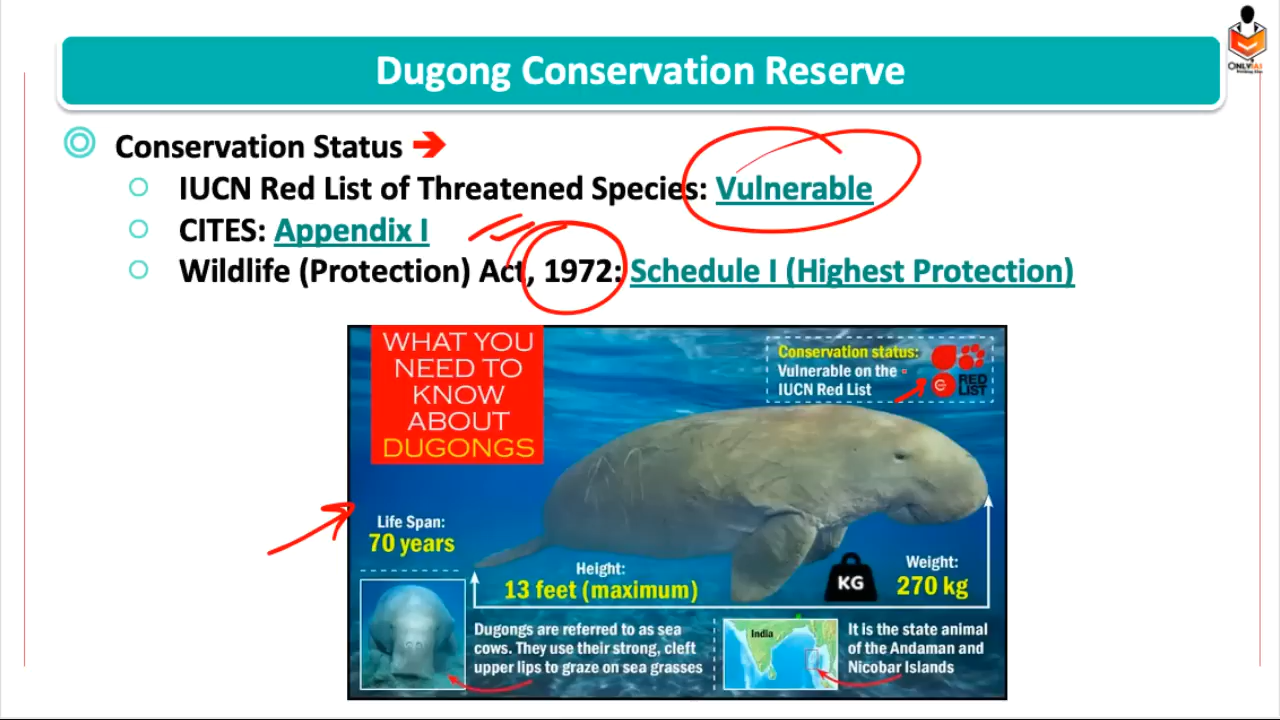 Dugong Conservation Reserve
ONLYIAS
Conservation Status
IUCN Red List of Threatened Species: Vulnerable
CITES: Appendix I
Wildlife (Protection) Act, 1972: Schedule I (Highest Protection)
WHAT YOU
NEED TO
KNOW
ABOUT
DUGONGS
Conservation status:
Vulnerable on the
IUCN Red List
RED
LIST
Life Span:
70 years
Height:
13 feet (maximum)
KG
Weight:
270 kg
Dugongs are referred to as sea
cows. They use their strong, cleft
upper lips to graze on sea grasses
India
It is the state animal
of the Andaman and
Nicobar Islands